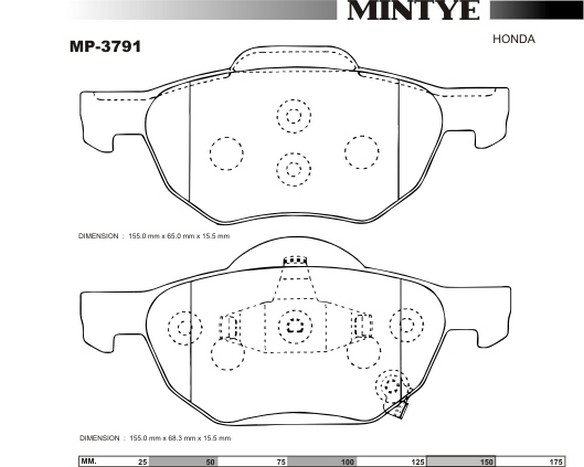 MINTYE
MP-3791
HONDA
DIMENSION : 155.0 mm x 65.0 mm x 15.5 mm
DIMENSION : 155.0 mm x 68.3 mm x 15.5 mm
MM. 25 50 75 100 125 150 175